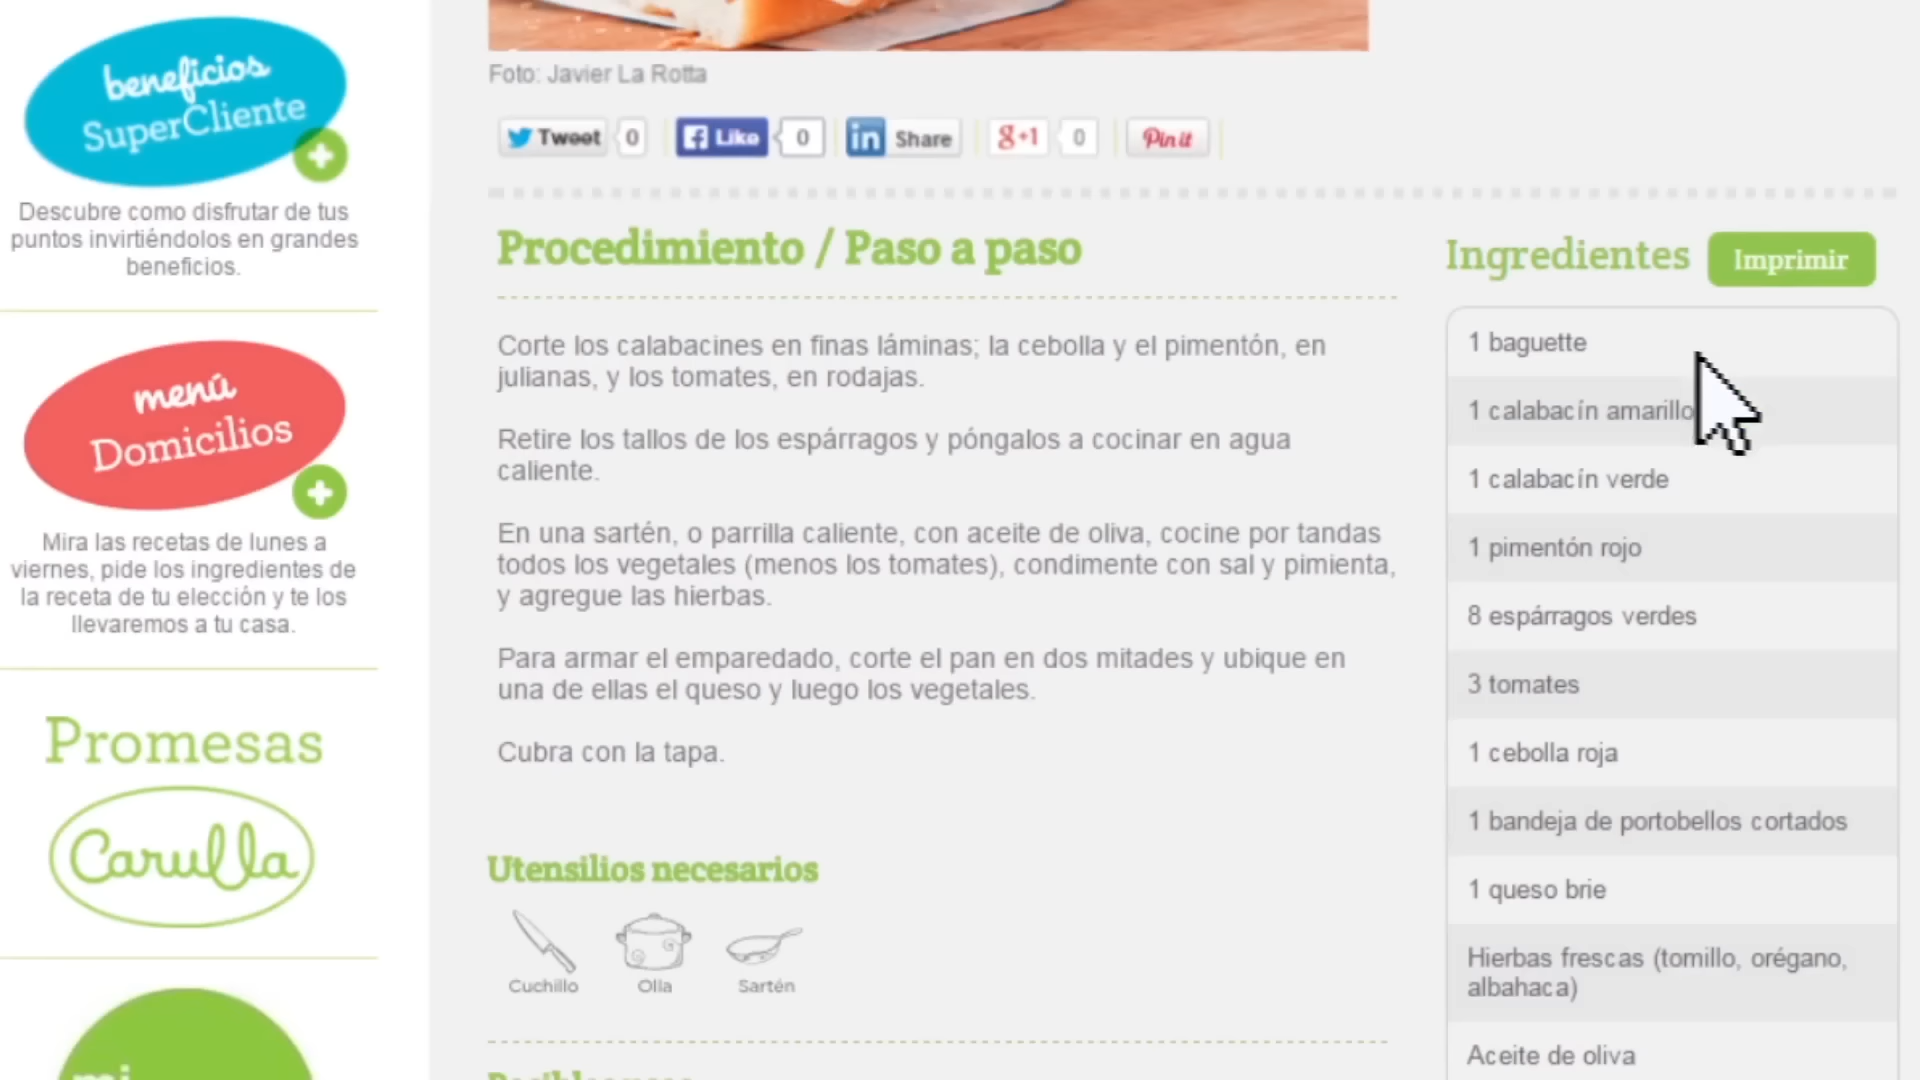 beneficios
SuperCliente
Descubre como disfrutar de tus
puntos invirtiéndolos en grandes
beneficios.
menú
Domicilios
Mira las recetas de lunes a
viernes, pide los ingredientes de
la receta de tu elección y te los
llevaremos a tu casa.
Promesas
Carulla
mi
Foto: Javier La Rotta
Tweet 0 Like 0 in Share g+1 0 Pin it
Procedimiento / Paso a paso
Corte los calabacines en finas láminas; la cebolla y el pimentón, en
julianas, y los tomates, en rodajas.
Retire los tallos de los espárragos y póngalos a cocinar en agua
caliente.
En una sartén, o parrilla caliente, con aceite de oliva, cocine por tandas
todos los vegetales (menos los tomates), condimente con sal y pimienta,
y agregue las hierbas.
Para armar el emparedado, corte el pan en dos mitades y ubique en
una de ellas el queso y luego los vegetales.
Cubra con la tapa.
Utensilios necesarios
Cuchillo Olla Sartén
Ingredientes Imprimir
1 baguette
1 calabacín amarillo
1 calabacín verde
1 pimentón rojo
8 espárragos verdes
3 tomates
1 cebolla roja
1 bandeja de portobellos cortados
1 queso brie
Hierbas frescas (tomillo, orégano,
albahaca)
Aceite de oliva